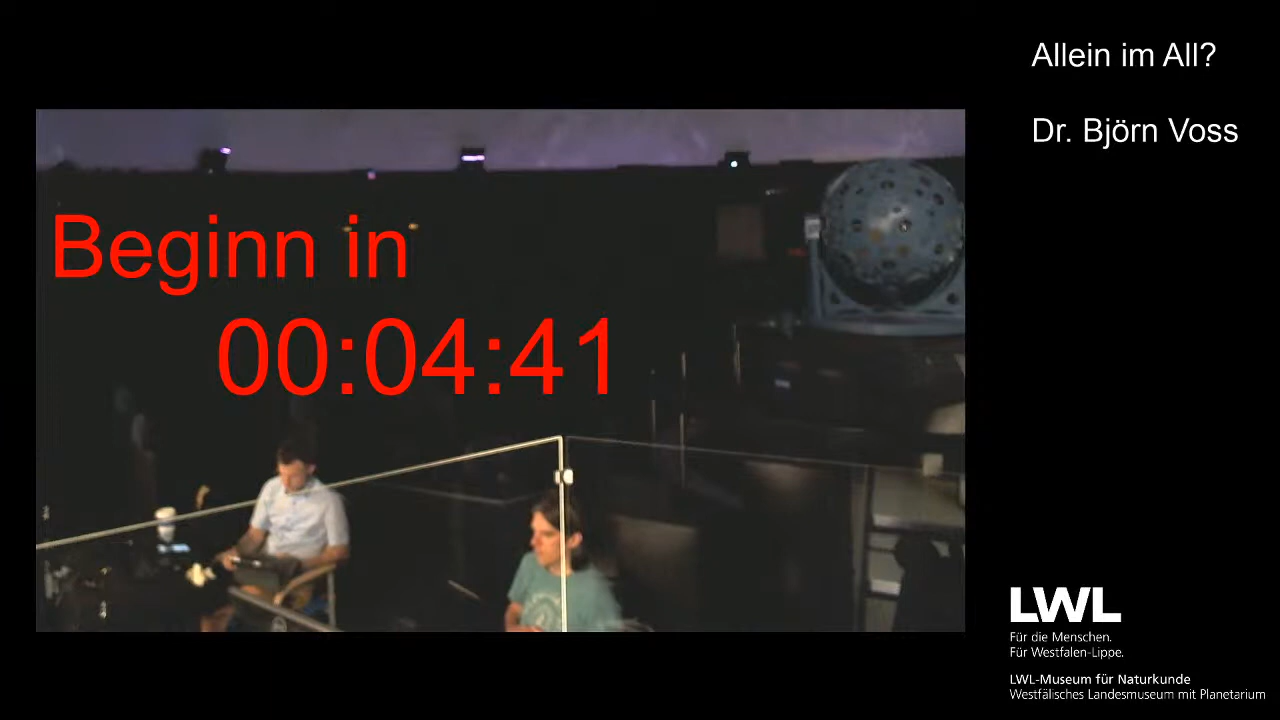 Allein im All?
Dr. Björn Voss
Beginn in
00:04:41
LWL
Für die Menschen.
Für Westfalen-Lippe.
LWL-Museum für Naturkunde
Westfälisches Landesmuseum mit Planetarium